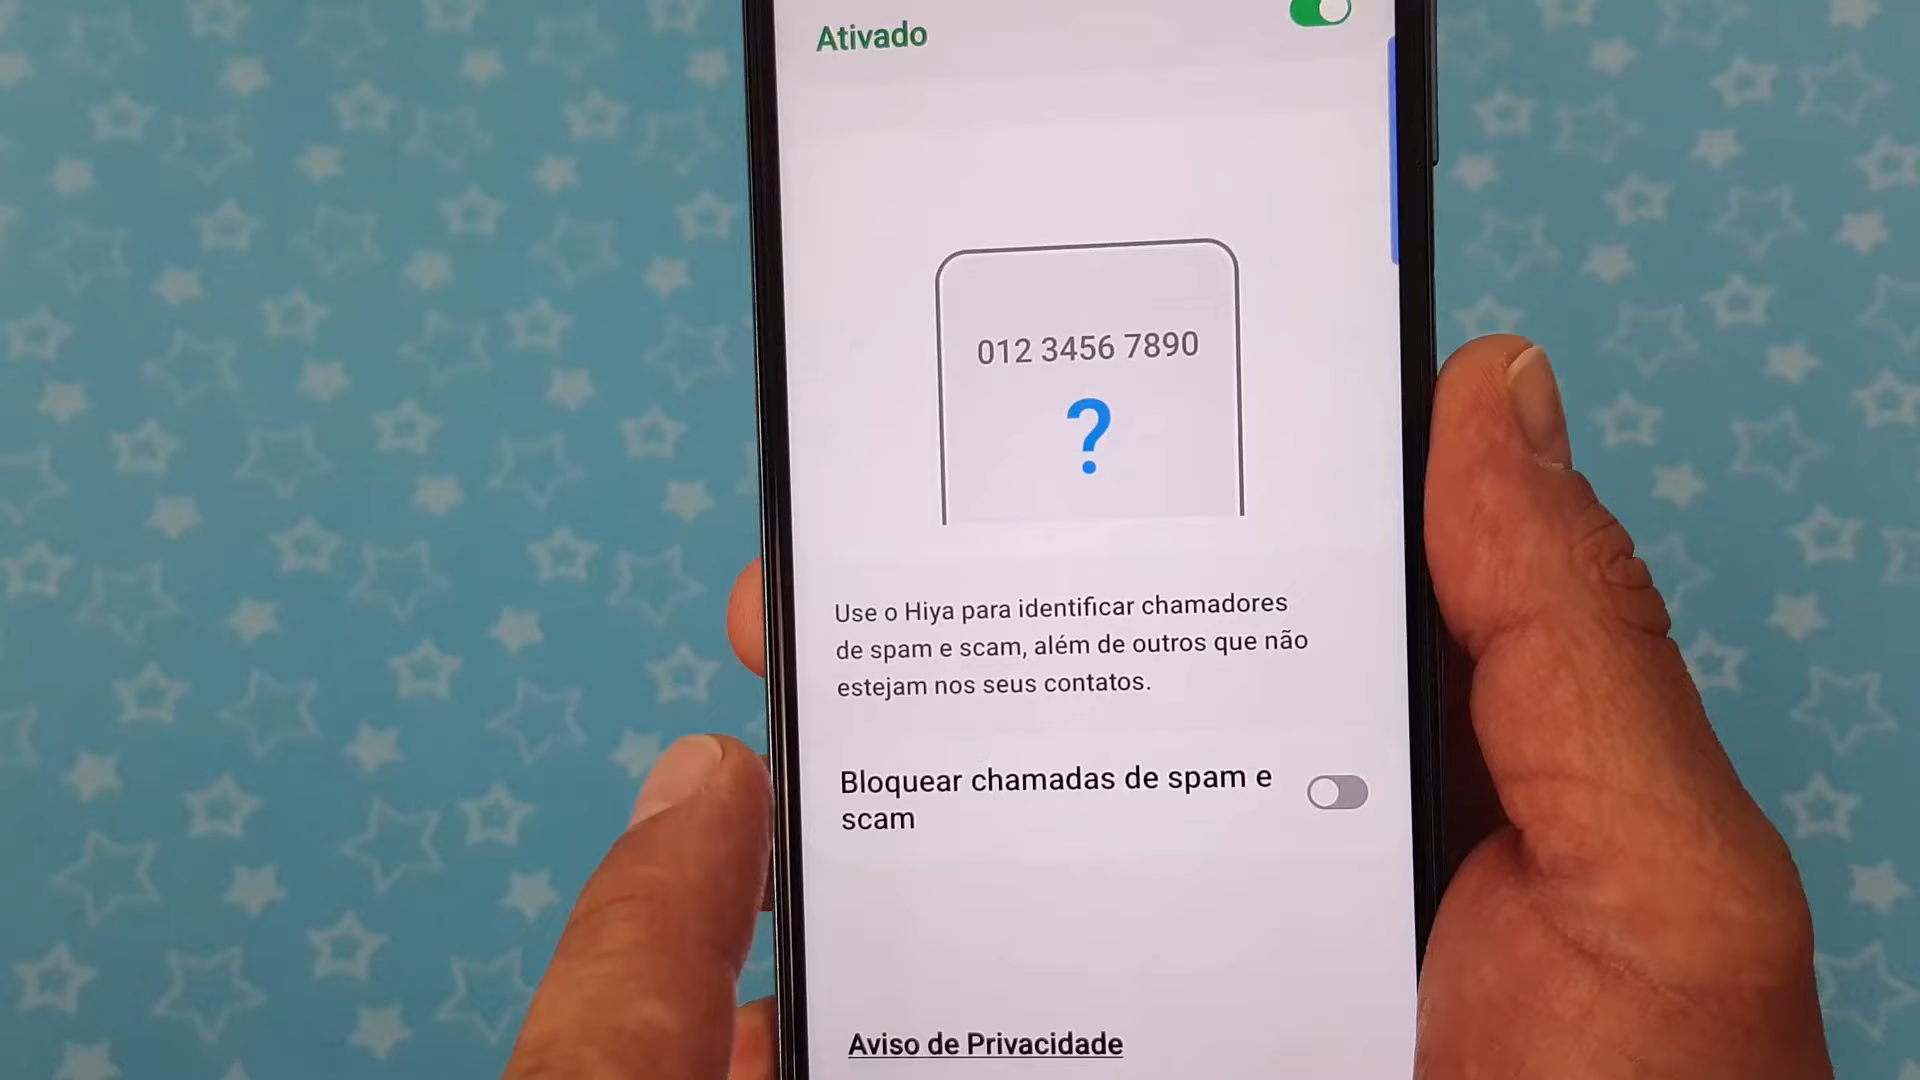 Ativado
012 3456 7890
?
Use o Hiya para identificar chamadores
de spam e scam, além de outros que não
estejam nos seus contatos.
Bloquear chamadas de spam e
scam
Aviso de Privacidade